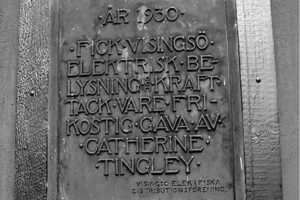 ·ÅR 1930·
·FICK·VISINGSÖ·
ELEKTRISK·BE-
LYSNING OCH KRAFT
TACK·VARE·FRI-
KOSTIG·GÅVA·AV·
·CATHERINE·
·TINGLEY·
VISINGSÖ ELEKTRISKA
DISTRIBUTIONSFÖRENING.